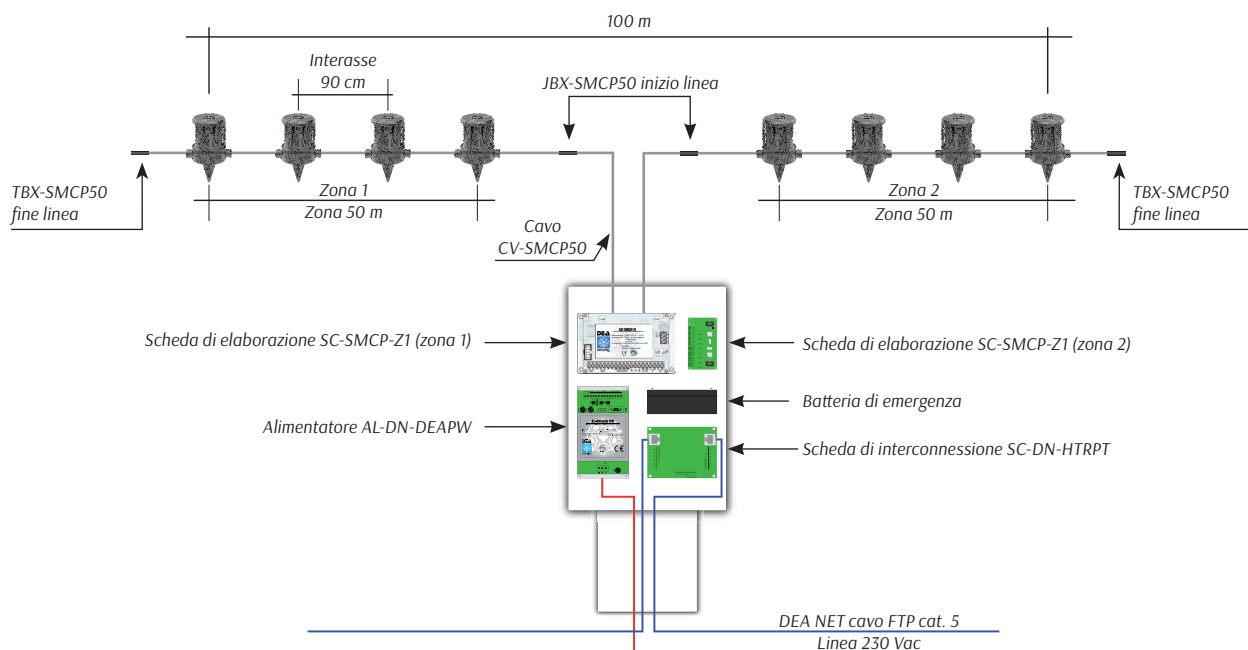 100 m
Interasse
90 cm
JBX-SMCP50 inizio linea
TBX-SMCP50
fine linea
Zona 1
Zona 50 m
Zona 2
Zona 50 m
TBX-SMCP50
fine linea
Cavo
CV-SMCP50
Scheda di elaborazione SC-SMCP-Z1 (zona 1)
DEA
Scheda di elaborazione SC-SMCP-Z1 (zona 2)
Batteria di emergenza
Alimentatore AL-DN-DEAPW
Scheda di interconnessione SC-DN-HTRPT
DEA NET cavo FTP cat. 5
Linea 230 Vac